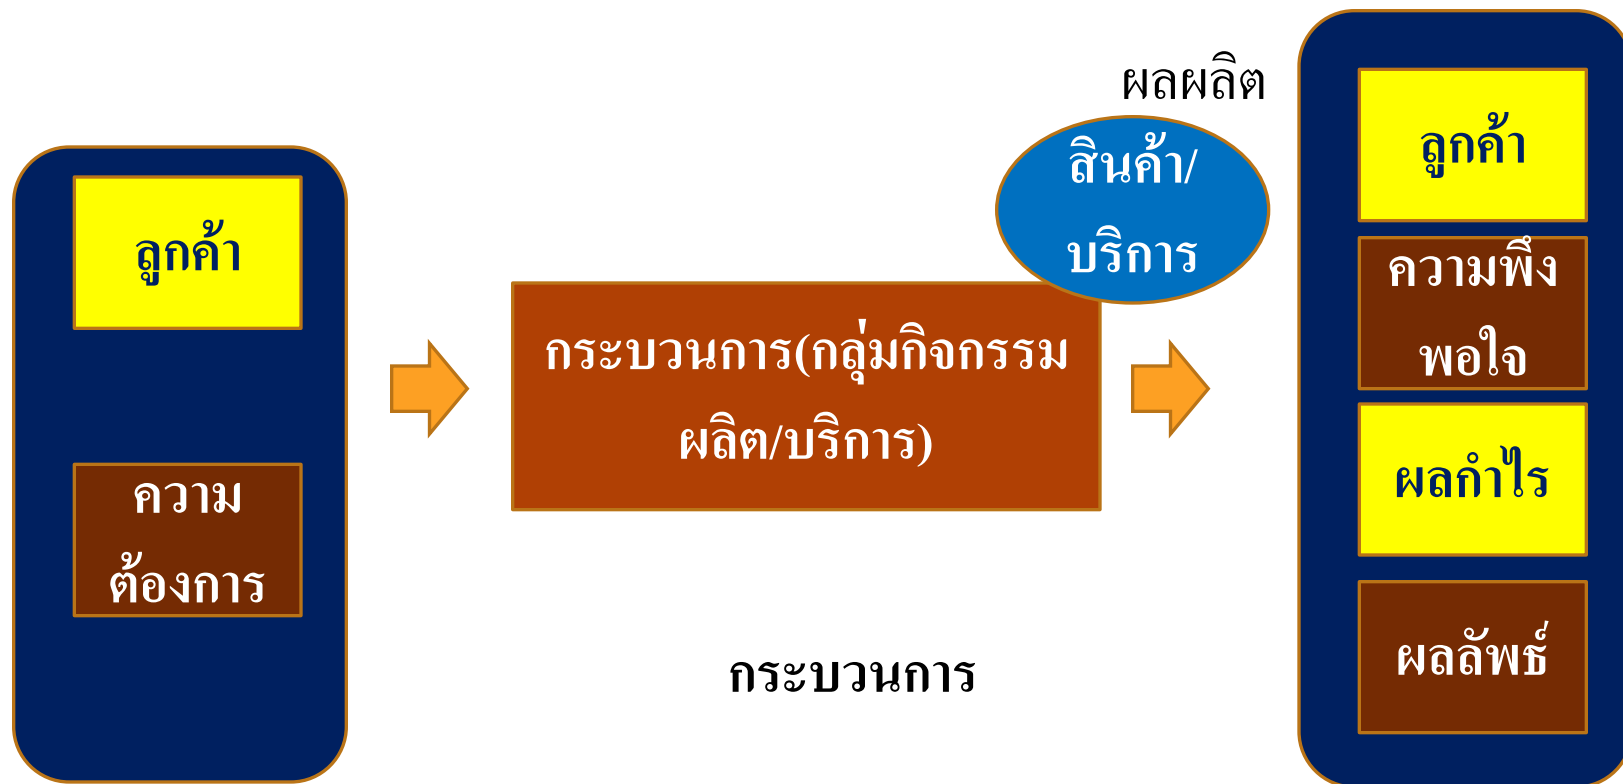 ลูกค้า
ความ
ต้องการ
กระบวนการ(กลุ่มกิจกรรม
ผลิต/บริการ)
กระบวนการ
ผลผลิต
สินค้า/
บริการ
ลูกค้า
ความพึง
พอใจ
ผลกำไร
ผลลัพธ์